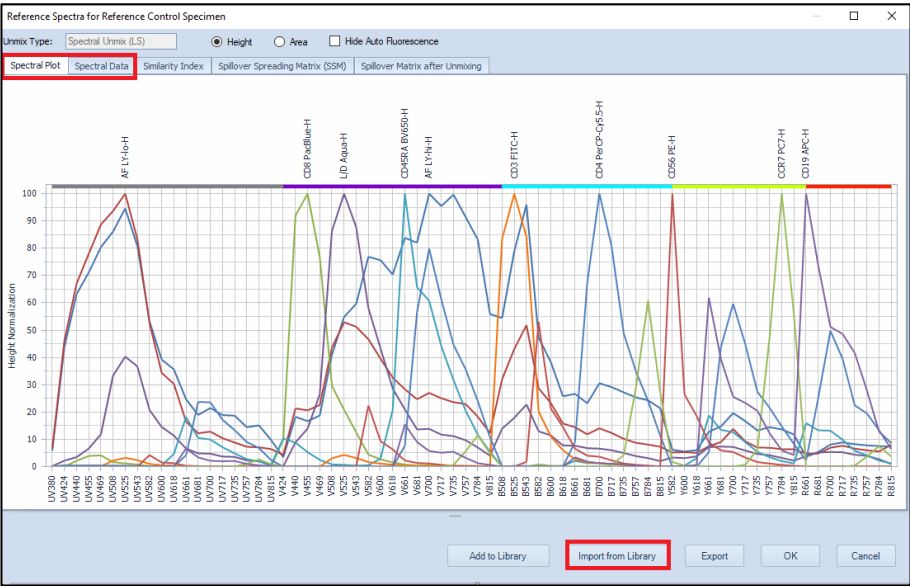 Reference Spectra for Reference Control Specimen
Unmix Type: Spectral Unmix (LS) Height Area Hide Auto Fluorescence
Spectral Plot Spectral Data Similarity Index Spillover Spreading Matrix (SSM) Spillover Matrix after Unmixing
AF LY-lo-H CD8 PacBlue-H L/D Aqua-H CD45RA BV650-H AF LY-hi-H CD3 FITC-H CD4 PerCP-Cy5.5-H CD56 PE-H CCR7 PC7-H CD19 APC-H
Height Normalization
100
90
80
70
60
50
40
30
20
10
0
UV380 UV424 UV440 UV455 UV469 UV508 UV525 UV543 UV582 UV600 UV618 UV661 UV681 UV700 UV717 UV735 UV757 UV784 UV815 V424 V440 V455 V469 V508 V525 V543 V582 V600 V618 V661 V681 V700 V717 V735 V757 V784 V815 B508 B525 B543 B582 B600 B618 B661 B681 B700 B717 B735 B757 B784 B815 Y582 Y600 Y618 Y661 Y681 Y700 Y717 Y735 Y757 Y784 Y815 R661 R681 R700 R717 R735 R757 R784 R815
Add to Library Import from Library Export OK Cancel